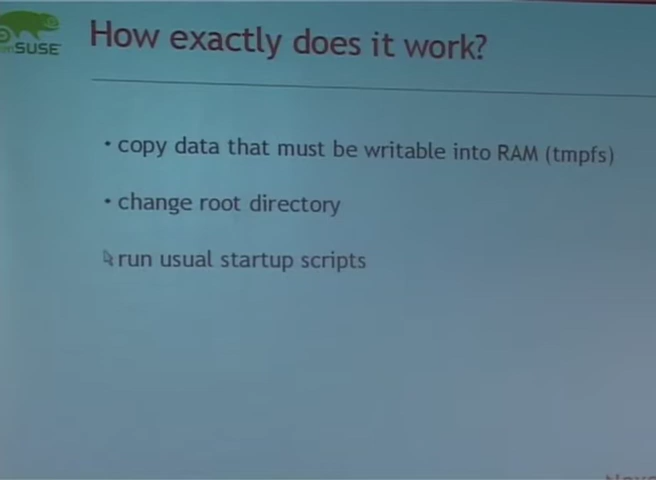 SUSE
How exactly does it work?
• copy data that must be writable into RAM (tmpfs)
• change root directory
run usual startup scripts